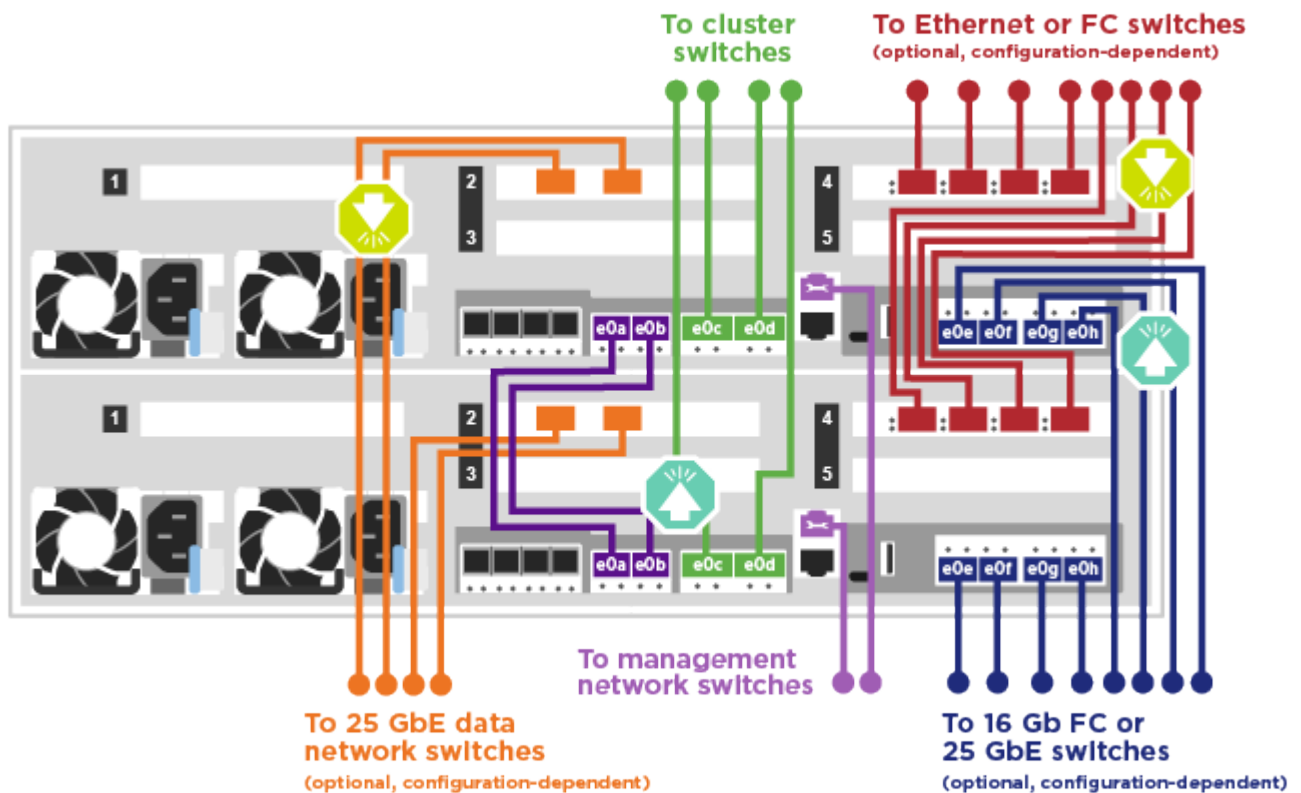 To cluster
switches
To Ethernet or FC switches
(optional, configuration-dependent)
1
2
3
4
5
e0a e0b e0c e0d
e0e e0f e0g e0h
1
2
3
4
5
e0a e0b e0c e0d
e0e e0f e0g e0h
To management
network switches
To 25 GbE data
network switches
(optional, configuration-dependent)
To 16 Gb FC or
25 GbE switches
(optional, configuration-dependent)